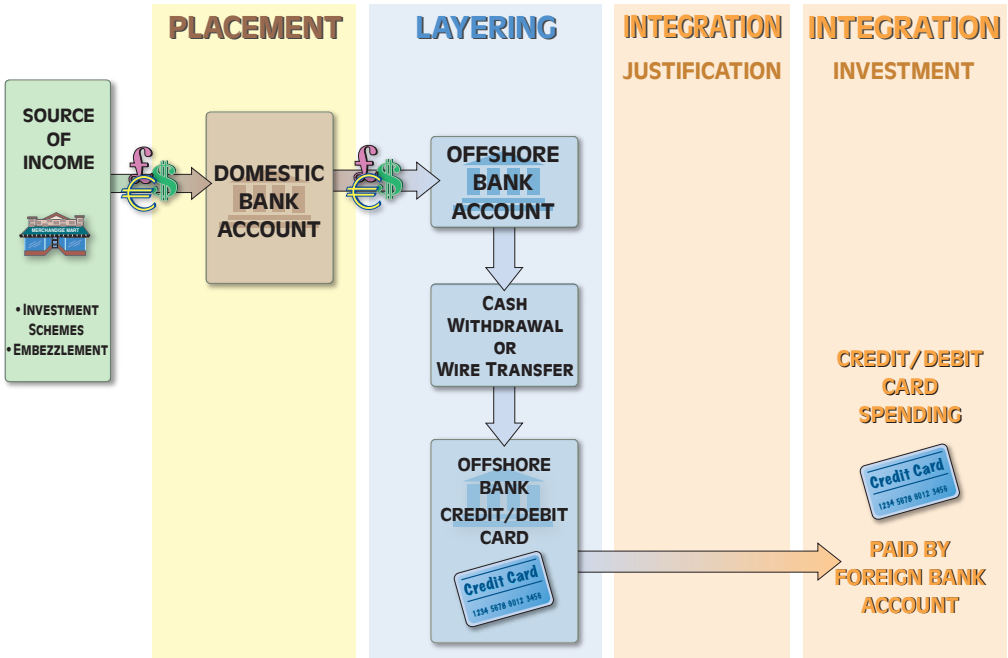 PLACEMENT
LAYERING
INTEGRATION
JUSTIFICATION
INTEGRATION
INVESTMENT
SOURCE
OF
INCOME
MERCHANDISE MART
• INVESTMENT
SCHEMES
• EMBEZZLEMENT
£
$
€
DOMESTIC
BANK
ACCOUNT
£
$
€
OFFSHORE
BANK
ACCOUNT
CASH
WITHDRAWAL
OR
WIRE TRANSFER
OFFSHORE
BANK
CREDIT/DEBIT
CARD
Credit Card
1234 5678 9012 3456
CREDIT/DEBIT
CARD
SPENDING
Credit Card
1234 5678 9012 3456
PAID BY
FOREIGN BANK
ACCOUNT